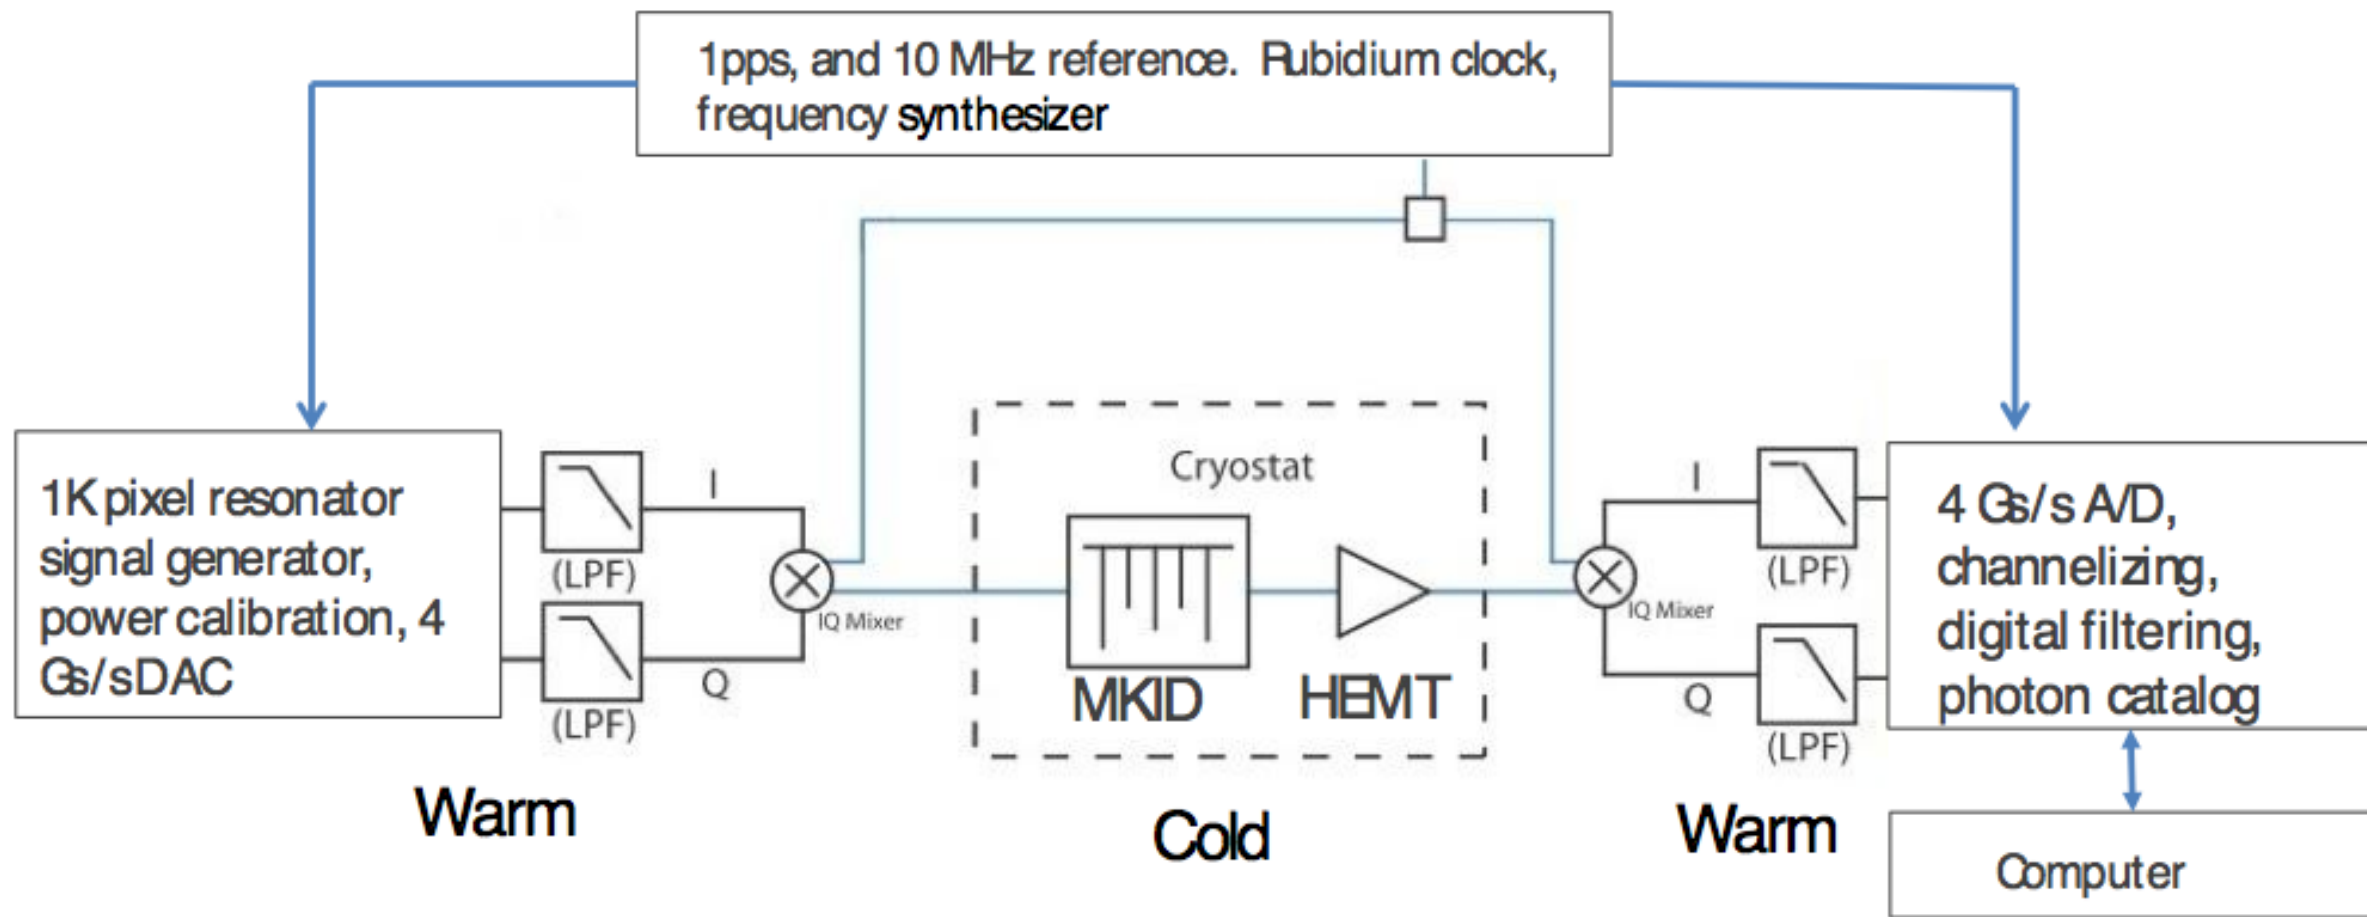 1pps, and 10 MHz reference. Rubidium clock,
frequency synthesizer
1K pixel resonator
signal generator,
power calibration, 4
Gs/sDAC
(LPF)
(LPF)
I
Q
IQ Mixer
Cryostat
MKID
HEMT
IQ Mixer
I
Q
(LPF)
(LPF)
4 Gs/s A/D,
channelizing,
digital filtering,
photon catalog
Warm
Cold
Warm
Computer